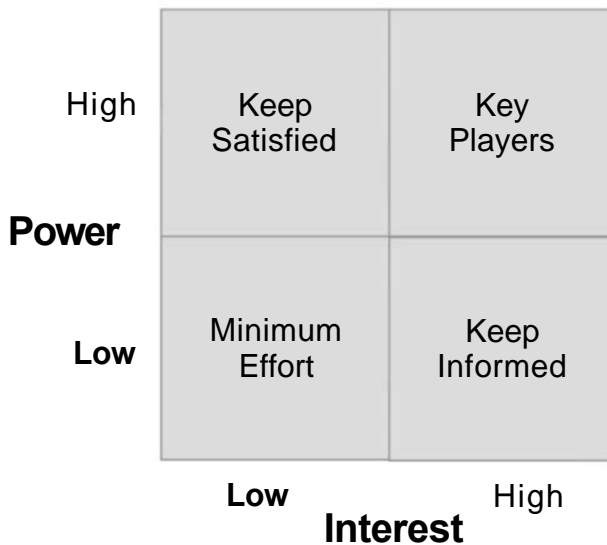 High
Keep
Satisfied
Key
Players
Power
Low
Minimum
Effort
Keep
Informed
Low
High
Interest